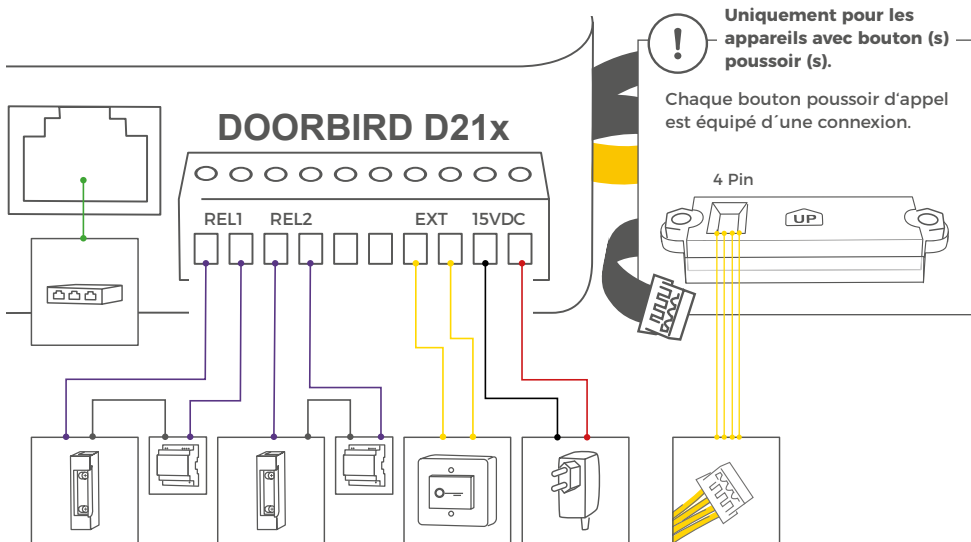 Uniquement pour les
appareils avec bouton (s)
poussoir (s).
Chaque bouton poussoir d'appel
est équipé d´une connexion.
DOORBIRD D21x
4 Pin
UP
REL1 REL2 EXT 15VDC